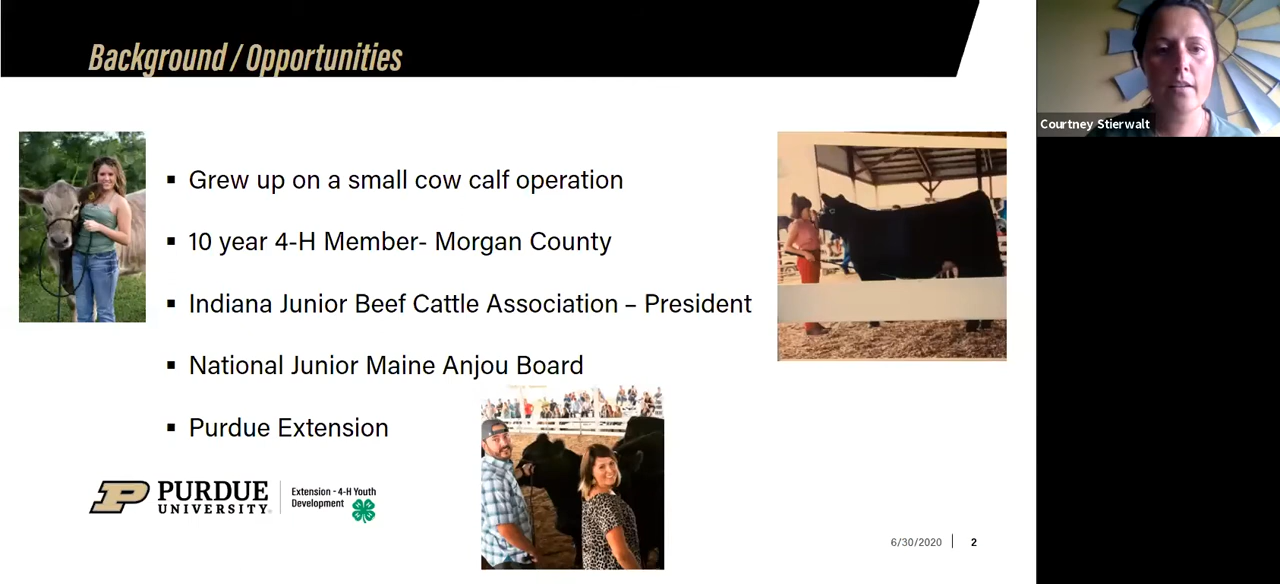 Background / Opportunities
Courtney Stierwalt
▪ Grew up on a small cow calf operation
▪ 10 year 4-H Member- Morgan County
▪ Indiana Junior Beef Cattle Association – President
▪ National Junior Maine Anjou Board
▪ Purdue Extension
PURDUE
UNIVERSITY®
Extension - 4-H Youth
Development
6/30/2020 | 2